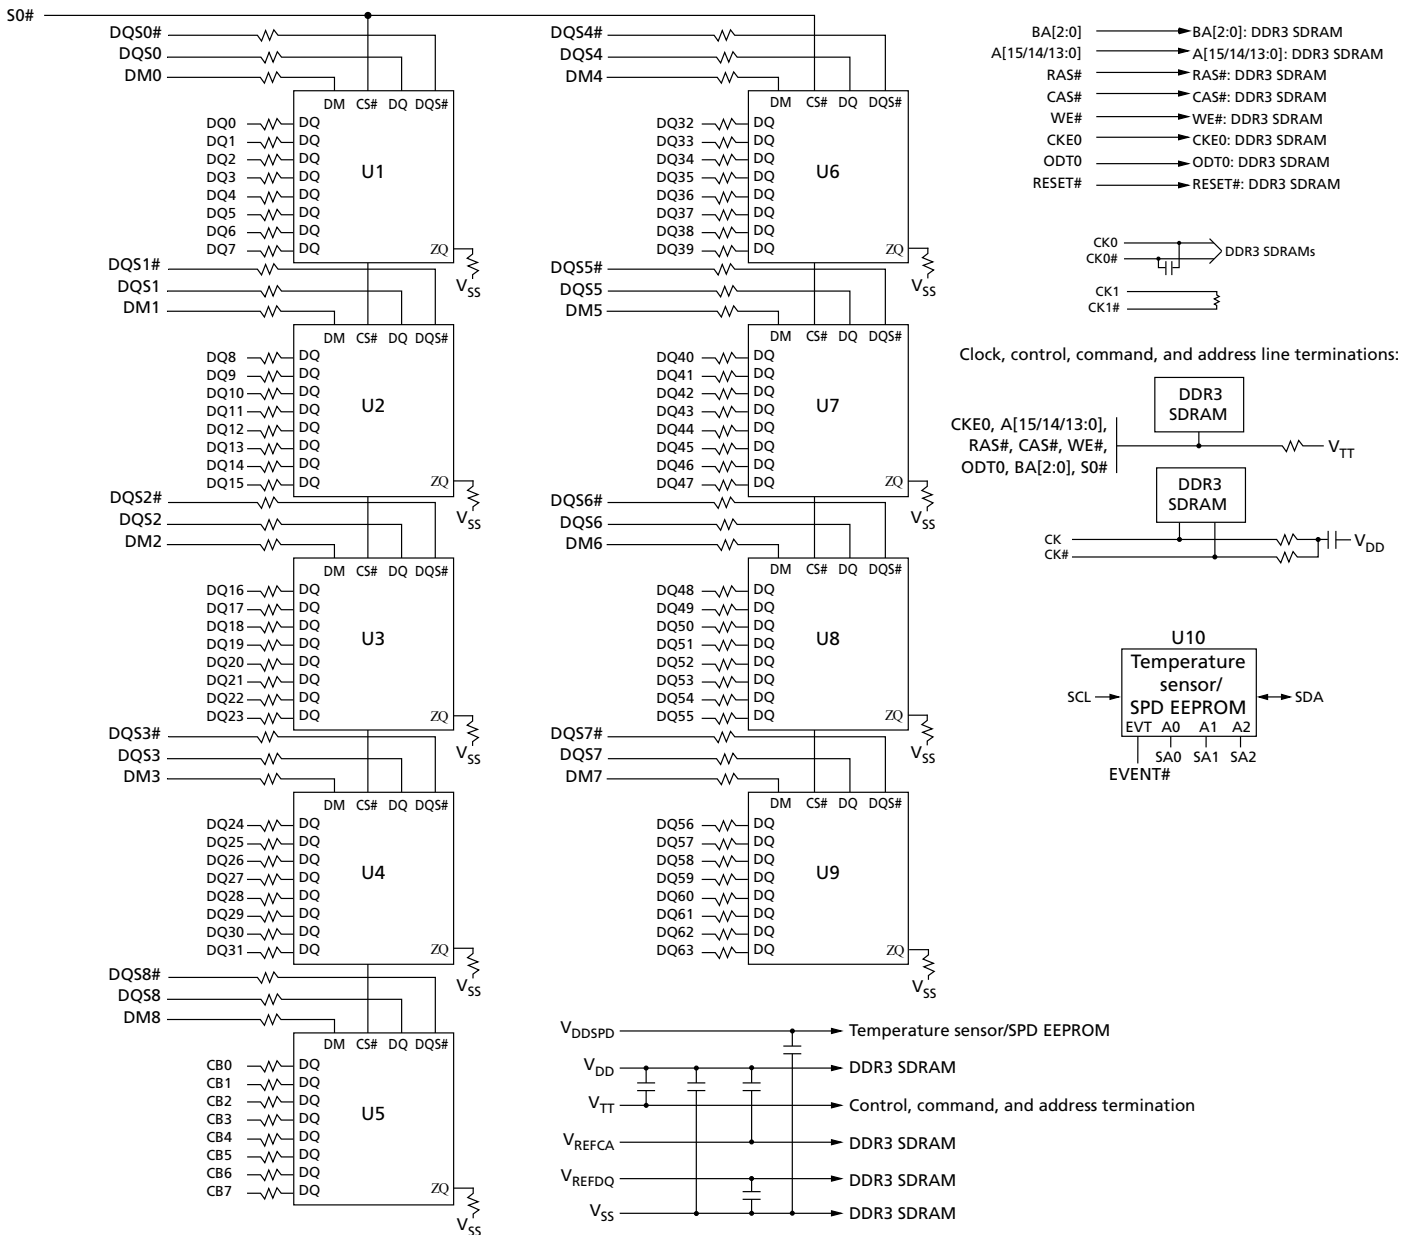 S0#
DQS0#
DQS0
DM0
DM CS# DQ DQS#
DQ0 DQ
DQ1 DQ
DQ2 DQ
DQ3 DQ
DQ4 DQ
DQ5 DQ
DQ6 DQ
DQ7 DQ
U1
ZQ
VSS
DQS1#
DQS1
DM1
DM CS# DQ DQS#
DQ8 DQ
DQ9 DQ
DQ10 DQ
DQ11 DQ
DQ12 DQ
DQ13 DQ
DQ14 DQ
DQ15 DQ
U2
ZQ
VSS
DQS2#
DQS2
DM2
DM CS# DQ DQS#
DQ16 DQ
DQ17 DQ
DQ18 DQ
DQ19 DQ
DQ20 DQ
DQ21 DQ
DQ22 DQ
DQ23 DQ
U3
ZQ
VSS
DQS3#
DQS3
DM3
DM CS# DQ DQS#
DQ24 DQ
DQ25 DQ
DQ26 DQ
DQ27 DQ
DQ28 DQ
DQ29 DQ
DQ30 DQ
DQ31 DQ
U4
ZQ
VSS
DQS8#
DQS8
DM8
DM CS# DQ DQS#
CB0 DQ
CB1 DQ
CB2 DQ
CB3 DQ
CB4 DQ
CB5 DQ
CB6 DQ
CB7 DQ
U5
ZQ
VSS
DQS4#
DQS4
DM4
DM CS# DQ DQS#
DQ32 DQ
DQ33 DQ
DQ34 DQ
DQ35 DQ
DQ36 DQ
DQ37 DQ
DQ38 DQ
DQ39 DQ
U6
ZQ
VSS
DQS5#
DQS5
DM5
DM CS# DQ DQS#
DQ40 DQ
DQ41 DQ
DQ42 DQ
DQ43 DQ
DQ44 DQ
DQ45 DQ
DQ46 DQ
DQ47 DQ
U7
ZQ
VSS
DQS6#
DQS6
DM6
DM CS# DQ DQS#
DQ48 DQ
DQ49 DQ
DQ50 DQ
DQ51 DQ
DQ52 DQ
DQ53 DQ
DQ54 DQ
DQ55 DQ
U8
ZQ
VSS
DQS7#
DQS7
DM7
DM CS# DQ DQS#
DQ56 DQ
DQ57 DQ
DQ58 DQ
DQ59 DQ
DQ60 DQ
DQ61 DQ
DQ62 DQ
DQ63 DQ
U9
ZQ
VSS
VDDSPD Temperature sensor/SPD EEPROM
VDD DDR3 SDRAM
VTT Control, command, and address termination
VREFCA DDR3 SDRAM
VREFDQ DDR3 SDRAM
VSS DDR3 SDRAM
BA[2:0] BA[2:0]: DDR3 SDRAM
A[15/14/13:0] A[15/14/13:0]: DDR3 SDRAM
RAS# RAS#: DDR3 SDRAM
CAS# CAS#: DDR3 SDRAM
WE# WE#: DDR3 SDRAM
CKE0 CKE0: DDR3 SDRAM
ODT0 ODT0: DDR3 SDRAM
RESET# RESET#: DDR3 SDRAM
CK0
CK0#
DDR3 SDRAMs
CK1
CK1#
Clock, control, command, and address line terminations:
DDR3
SDRAM
CKE0, A[15/14/13:0],
RAS#, CAS#, WE#,
ODT0, BA[2:0], S0#
VTT
DDR3
SDRAM
CK
CK#
VDD
U10
Temperature
sensor/
SPD EEPROM
SCL
SDA
EVT A0 A1 A2
SA0 SA1 SA2
EVENT#